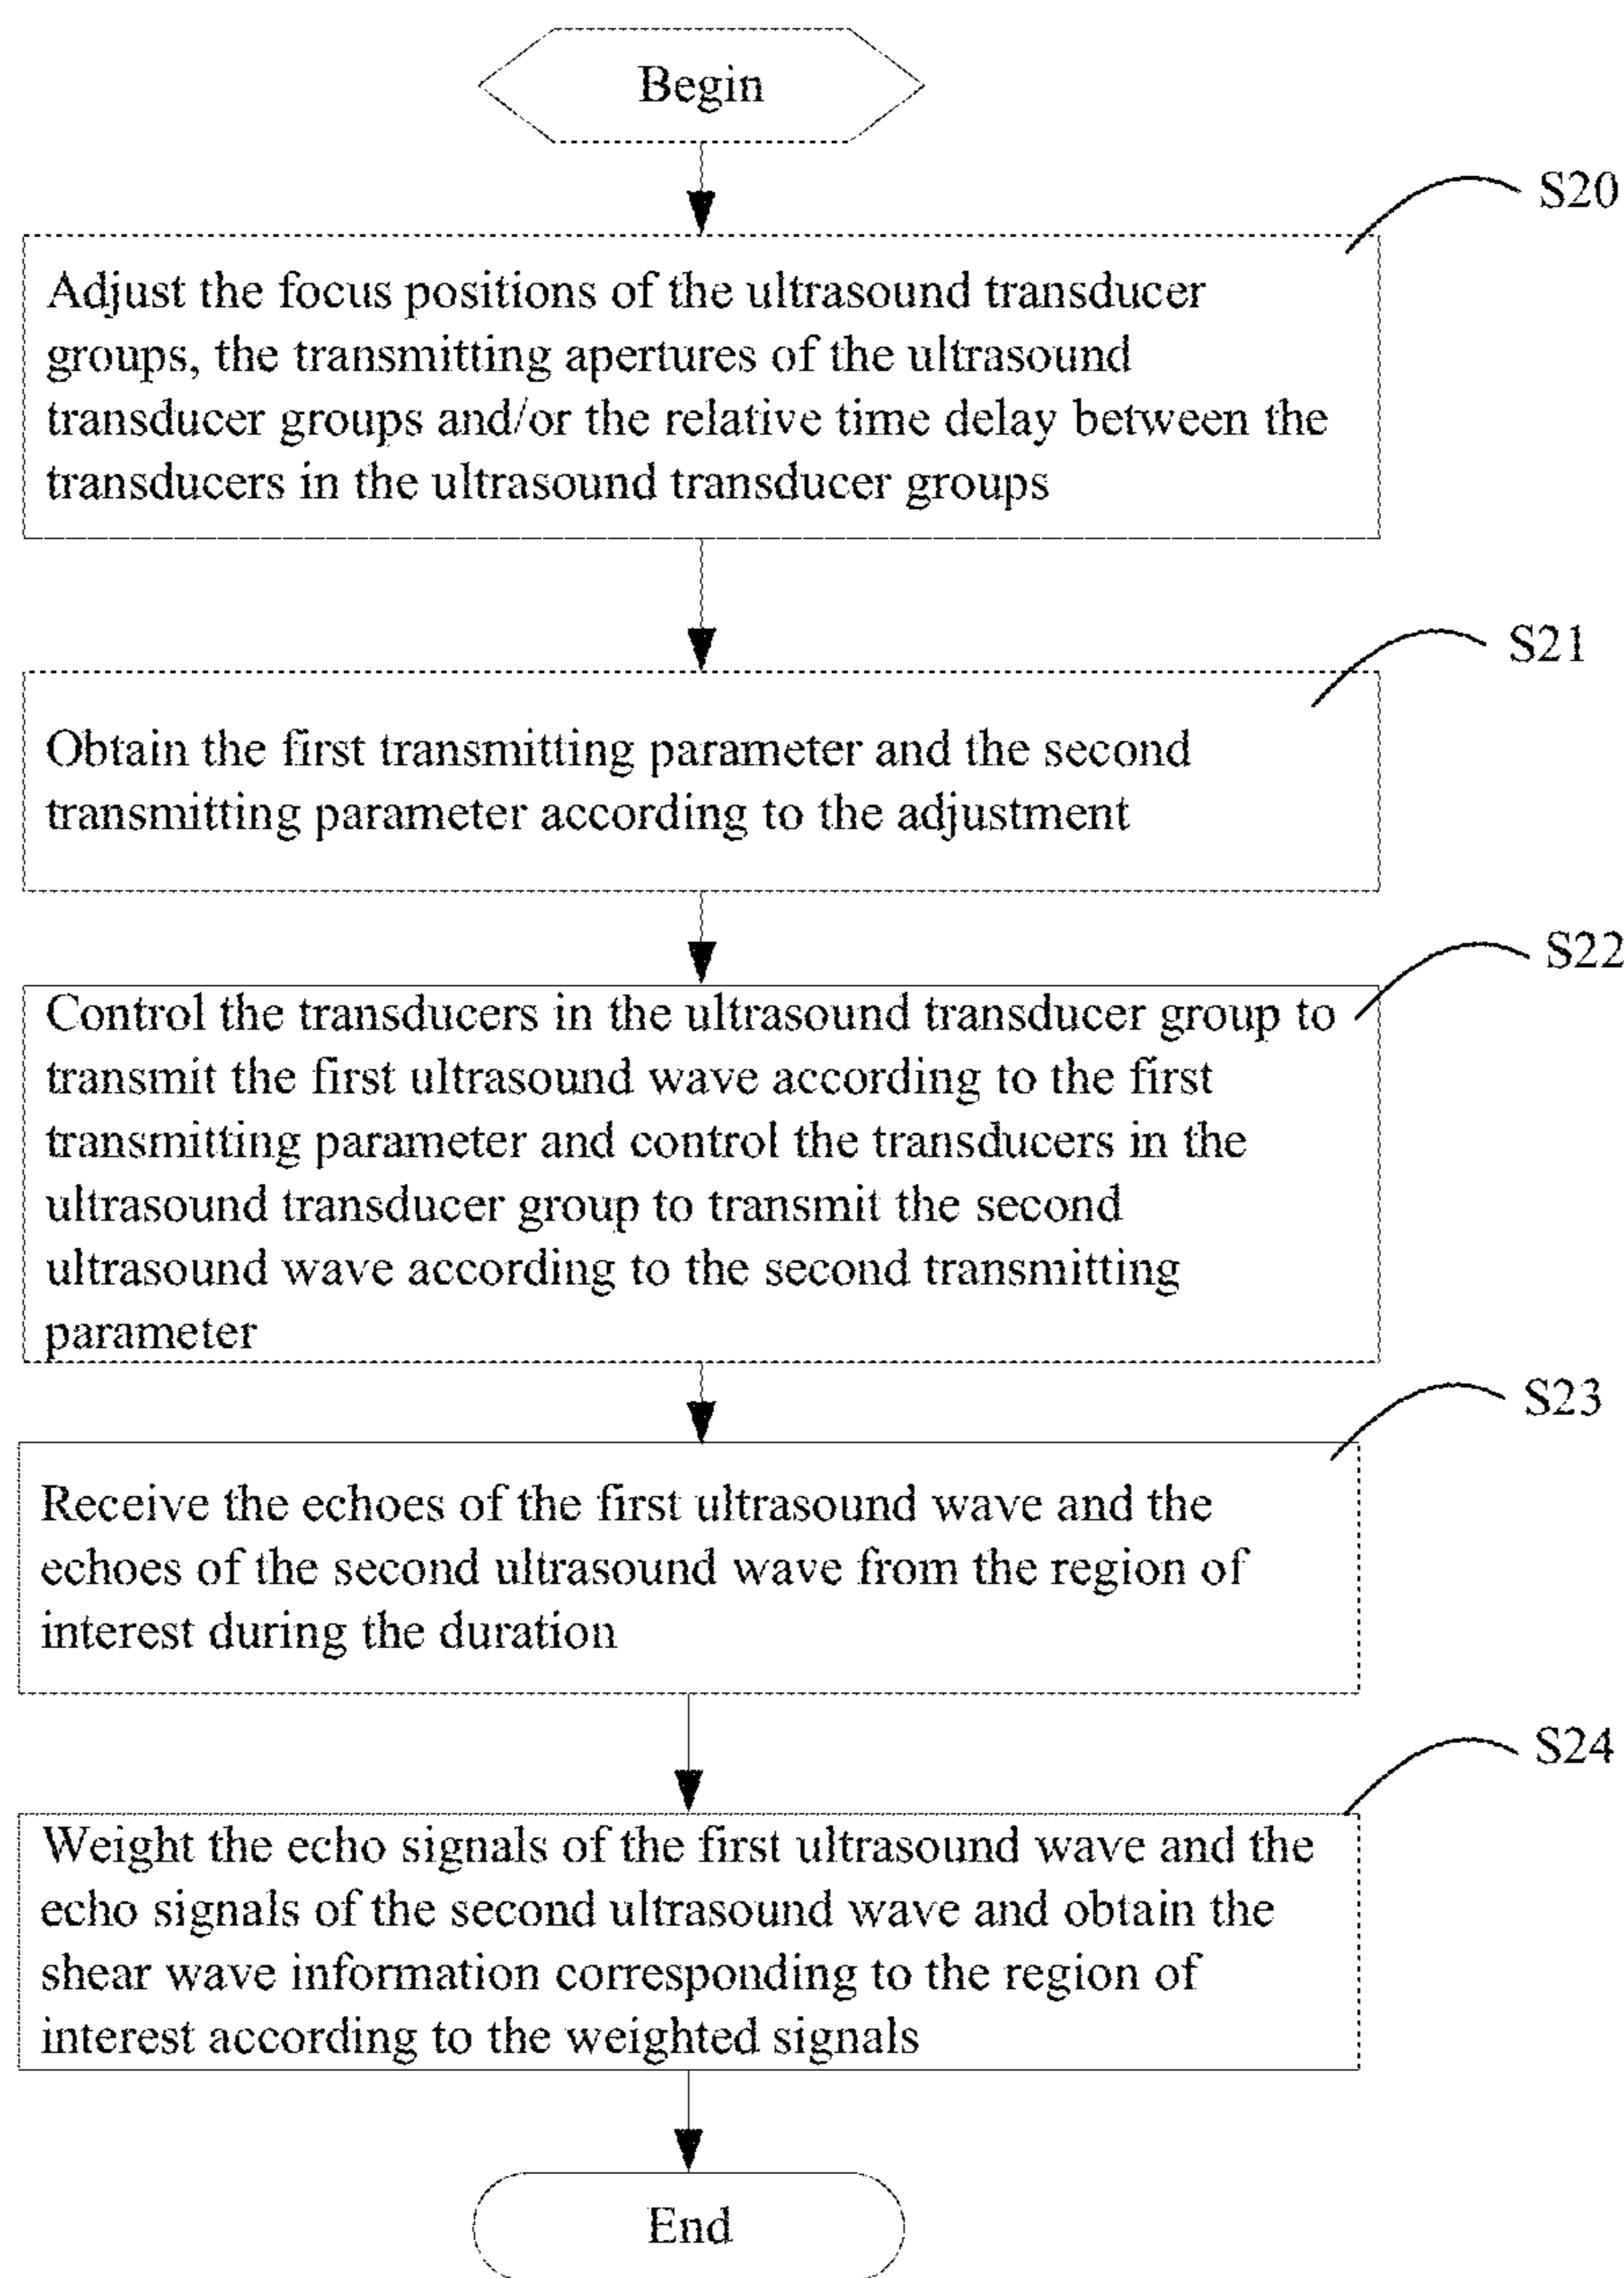 Begin
S20
Adjust the focus positions of the ultrasound transducer
groups, the transmitting apertures of the ultrasound
transducer groups and/or the relative time delay between the
transducers in the ultrasound transducer groups
S21
Obtain the first transmitting parameter and the second
transmitting parameter according to the adjustment
S22
Control the transducers in the ultrasound transducer group to
transmit the first ultrasound wave according to the first
transmitting parameter and control the transducers in the
ultrasound transducer group to transmit the second
ultrasound wave according to the second transmitting
parameter
S23
Receive the echoes of the first ultrasound wave and the
echoes of the second ultrasound wave from the region of
interest during the duration
S24
Weight the echo signals of the first ultrasound wave and the
echo signals of the second ultrasound wave and obtain the
shear wave information corresponding to the region of
interest according to the weighted signals
End